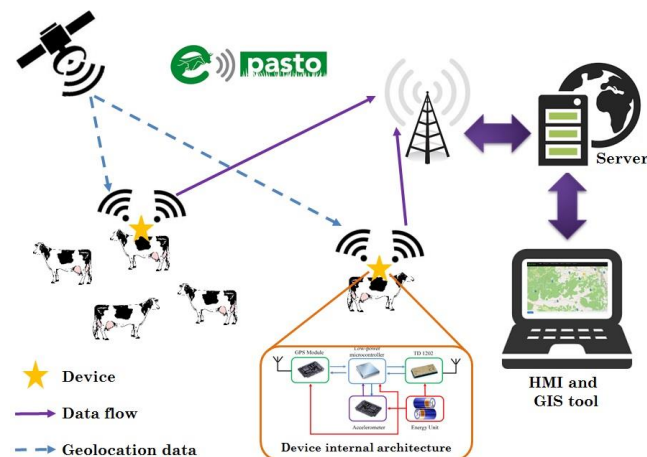 e pasto
Server
GPS Module
Low-power
microcontroller
TD 1202
Accelerometer
Energy Unit
Device internal architecture
HMI and
GIS tool
Device
Data flow
Geolocation data